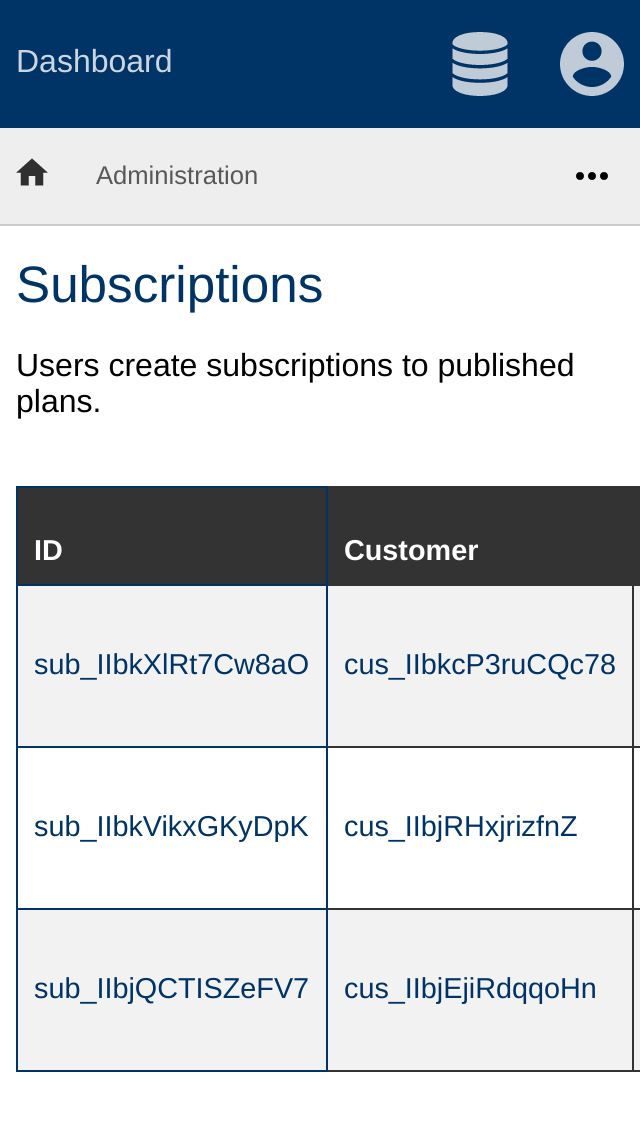 Dashboard
Administration
Subscriptions
Users create subscriptions to published
plans.
ID Customer
sub_IIbkXlRt7Cw8aO cus_IIbkcP3ruCQc78
sub_IIbkVikxGKyDpK cus_IIbjRHxjrizfnZ
sub_IIbjQCTISZeFV7 cus_IIbjEjiRdqqoHn